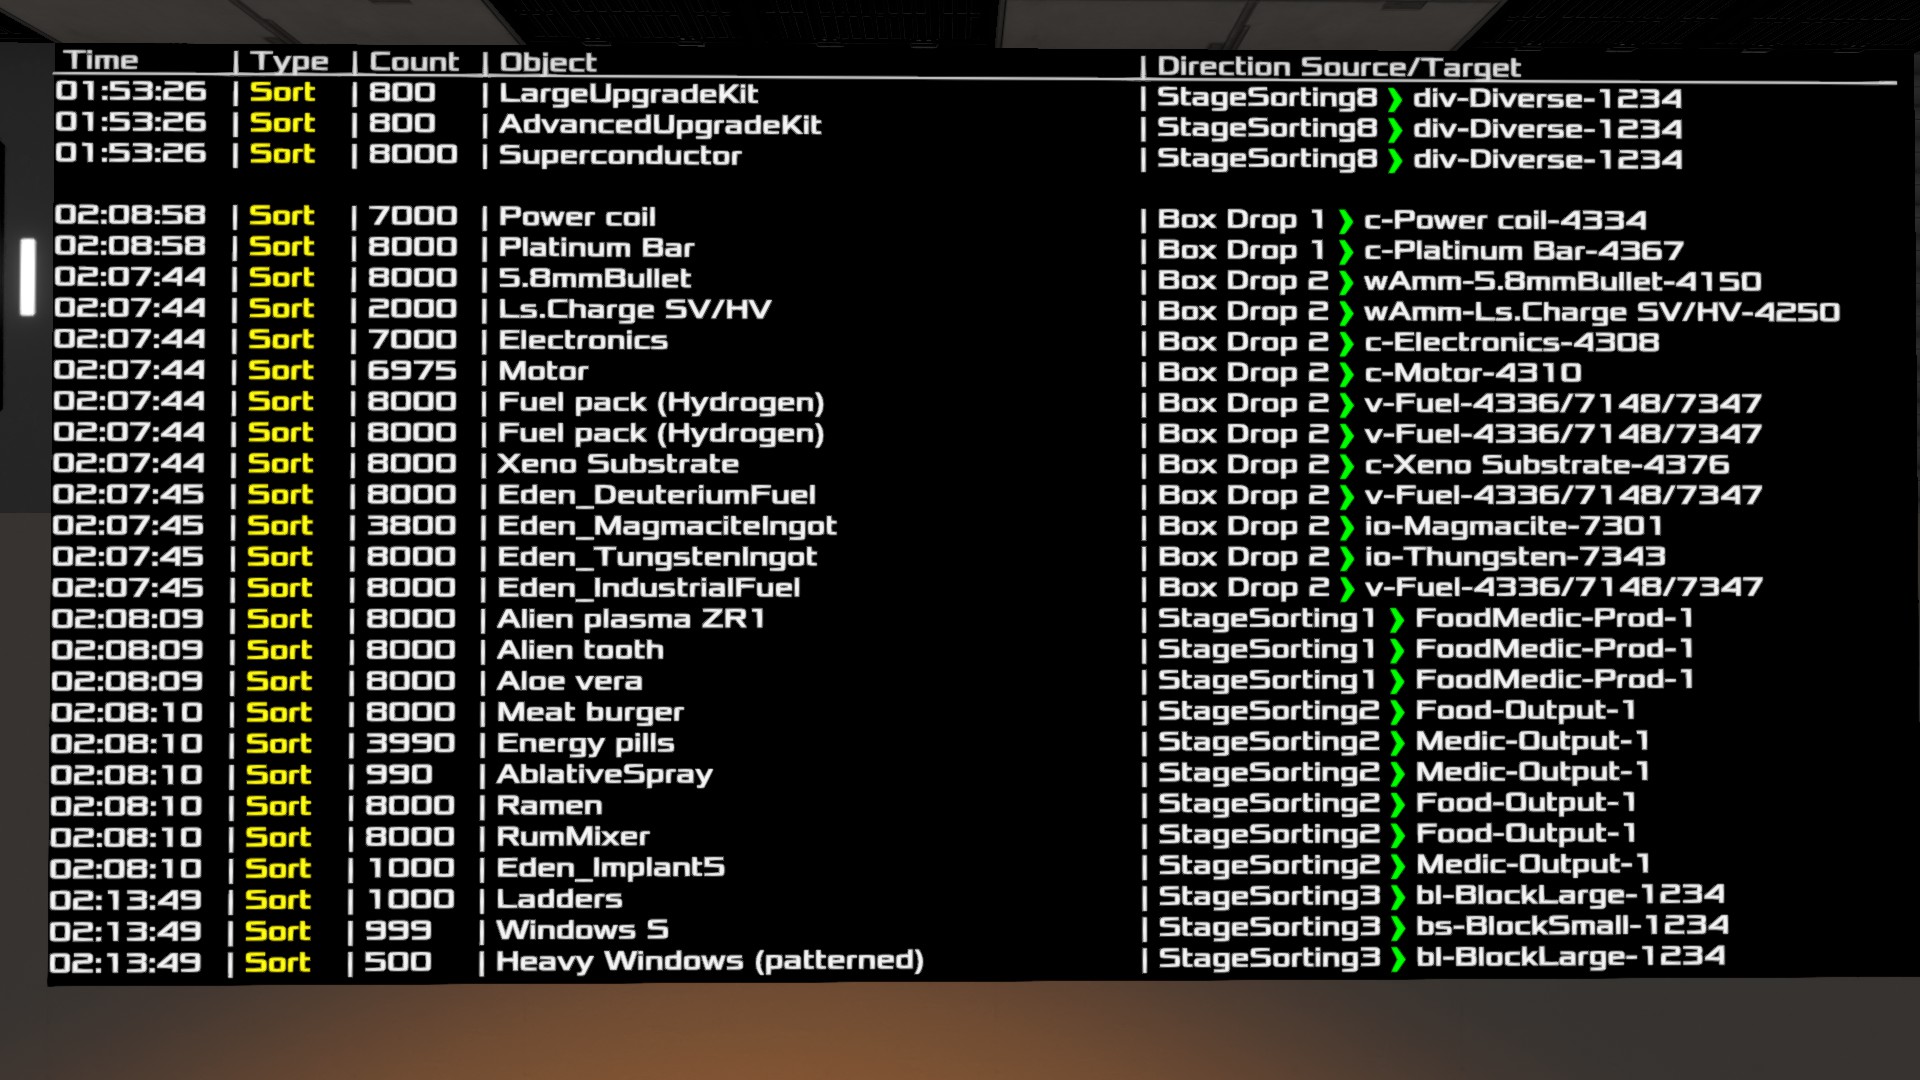 Time | Type | Count | Object | Direction Source/Target
01:53:26 | Sort | 800 | LargeUpgradeKit | StageSorting8 ❯ div-Diverse-1234
01:53:26 | Sort | 800 | AdvancedUpgradeKit | StageSorting8 ❯ div-Diverse-1234
01:53:26 | Sort | 8000 | Superconductor | StageSorting8 ❯ div-Diverse-1234
02:08:58 | Sort | 7000 | Power coil | Box Drop 1 ❯ c-Power coil-4334
02:08:58 | Sort | 8000 | Platinum Bar | Box Drop 1 ❯ c-Platinum Bar-4367
02:07:44 | Sort | 8000 | 5.8mmBullet | Box Drop 2 ❯ wAmm-5.8mmBullet-4150
02:07:44 | Sort | 2000 | Ls.Charge SV/HV | Box Drop 2 ❯ wAmm-Ls.Charge SV/HV-4250
02:07:44 | Sort | 7000 | Electronics | Box Drop 2 ❯ c-Electronics-4308
02:07:44 | Sort | 6975 | Motor | Box Drop 2 ❯ c-Motor-4310
02:07:44 | Sort | 8000 | Fuel pack (Hydrogen) | Box Drop 2 ❯ v-Fuel-4336/7148/7347
02:07:44 | Sort | 8000 | Fuel pack (Hydrogen) | Box Drop 2 ❯ v-Fuel-4336/7148/7347
02:07:44 | Sort | 8000 | Xeno Substrate | Box Drop 2 ❯ c-Xeno Substrate-4376
02:07:45 | Sort | 8000 | Eden_DeuteriumFuel | Box Drop 2 ❯ v-Fuel-4336/7148/7347
02:07:45 | Sort | 3800 | Eden_MagmaciteIngot | Box Drop 2 ❯ io-Magmacite-7301
02:07:45 | Sort | 8000 | Eden_TungstenIngot | Box Drop 2 ❯ io-Thungsten-7343
02:07:45 | Sort | 8000 | Eden_IndustrialFuel | Box Drop 2 ❯ v-Fuel-4336/7148/7347
02:08:09 | Sort | 8000 | Alien plasma ZR1 | StageSorting1 ❯ FoodMedic-Prod-1
02:08:09 | Sort | 8000 | Alien tooth | StageSorting1 ❯ FoodMedic-Prod-1
02:08:09 | Sort | 8000 | Aloe vera | StageSorting1 ❯ FoodMedic-Prod-1
02:08:10 | Sort | 8000 | Meat burger | StageSorting2 ❯ Food-Output-1
02:08:10 | Sort | 3990 | Energy pills | StageSorting2 ❯ Medic-Output-1
02:08:10 | Sort | 990 | AblativeSpray | StageSorting2 ❯ Medic-Output-1
02:08:10 | Sort | 8000 | Ramen | StageSorting2 ❯ Food-Output-1
02:08:10 | Sort | 8000 | RumMixer | StageSorting2 ❯ Food-Output-1
02:08:10 | Sort | 1000 | Eden_Implant5 | StageSorting2 ❯ Medic-Output-1
02:13:49 | Sort | 1000 | Ladders | StageSorting3 ❯ bl-BlockLarge-1234
02:13:49 | Sort | 999 | Windows S | StageSorting3 ❯ bs-BlockSmall-1234
02:13:49 | Sort | 500 | Heavy Windows (patterned) | StageSorting3 ❯ bl-BlockLarge-1234